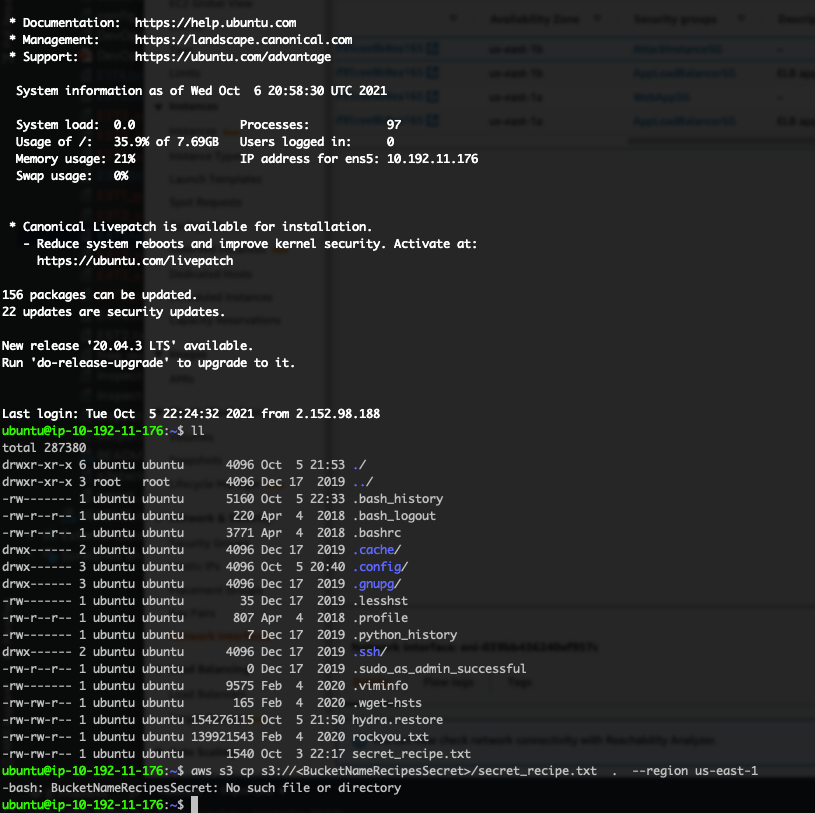 * Documentation:  https://help.ubuntu.com
* Management:     https://landscape.canonical.com
* Support:        https://ubuntu.com/advantage
System information as of Wed Oct  6 20:58:30 UTC 2021
System load:  0.0               Processes:           97
Usage of /:   35.9% of 7.69GB   Users logged in:     0
Memory usage: 21%               IP address for ens5: 10.192.11.176
Swap usage:   0%
* Canonical Livepatch is available for installation.
- Reduce system reboots and improve kernel security. Activate at:
https://ubuntu.com/livepatch
156 packages can be updated.
22 updates are security updates.
New release '20.04.3 LTS' available.
Run 'do-release-upgrade' to upgrade to it.
Last login: Tue Oct  5 22:24:32 2021 from 2.152.98.188
ubuntu@ip-10-192-11-176:~$ ll
total 287380
drwxr-xr-x 6 ubuntu ubuntu      4096 Oct  5 21:53 ./
drwxr-xr-x 3 root   root        4096 Dec 17  2019 ../
-rw------- 1 ubuntu ubuntu      5160 Oct  5 22:33 .bash_history
-rw-r--r-- 1 ubuntu ubuntu       220 Apr  4  2018 .bash_logout
-rw-r--r-- 1 ubuntu ubuntu      3771 Apr  4  2018 .bashrc
drwx------ 2 ubuntu ubuntu      4096 Dec 17  2019 .cache/
drwx------ 3 ubuntu ubuntu      4096 Oct  5 20:40 .config/
drwx------ 3 ubuntu ubuntu      4096 Dec 17  2019 .gnupg/
-rw------- 1 ubuntu ubuntu        35 Dec 17  2019 .lesshst
-rw-r--r-- 1 ubuntu ubuntu       807 Apr  4  2018 .profile
-rw------- 1 ubuntu ubuntu         7 Dec 17  2019 .python_history
drwx------ 2 ubuntu ubuntu      4096 Dec 17  2019 .ssh/
-rw-r--r-- 1 ubuntu ubuntu         0 Dec 17  2019 .sudo_as_admin_successful
-rw------- 1 ubuntu ubuntu      9575 Feb  4  2020 .viminfo
-rw-rw-r-- 1 ubuntu ubuntu       165 Feb  4  2020 .wget-hsts
-rw-rw-r-- 1 ubuntu ubuntu 154276115 Oct  5 21:50 hydra.restore
-rw-rw-r-- 1 ubuntu ubuntu 139921543 Feb  4  2020 rockyou.txt
-rw-rw-r-- 1 ubuntu ubuntu      1540 Oct  3 22:17 secret_recipe.txt
ubuntu@ip-10-192-11-176:~$ aws s3 cp s3://<BucketNameRecipesSecret>/secret_recipe.txt  .  --region us-east-1
-bash: BucketNameRecipesSecret: No such file or directory
ubuntu@ip-10-192-11-176:~$